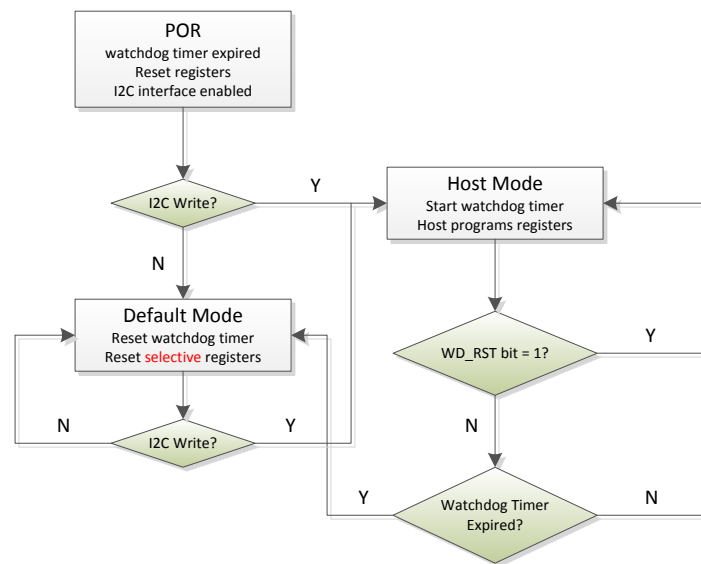 POR
watchdog timer expired
Reset registers
I2C interface enabled
I2C Write?
Y
N
Host Mode
Start watchdog timer
Host programs registers
Default Mode
Reset watchdog timer
Reset selective registers
WD_RST bit = 1?
Y
N
I2C Write?
N
Y
Watchdog Timer
Expired?
Y
N